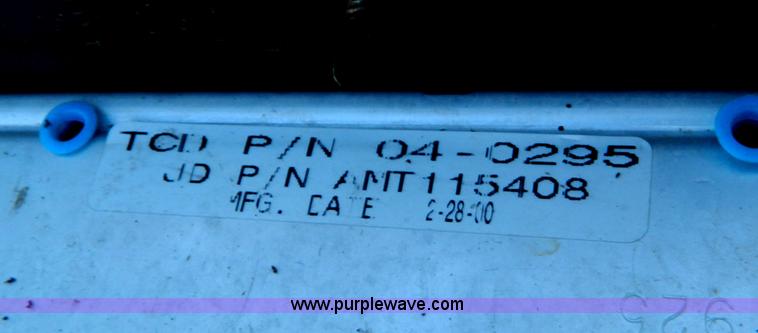 TCD P/N 04-0295
JD P/N AMT115408
MFG. DATE 2-28-00
www.purplewave.com